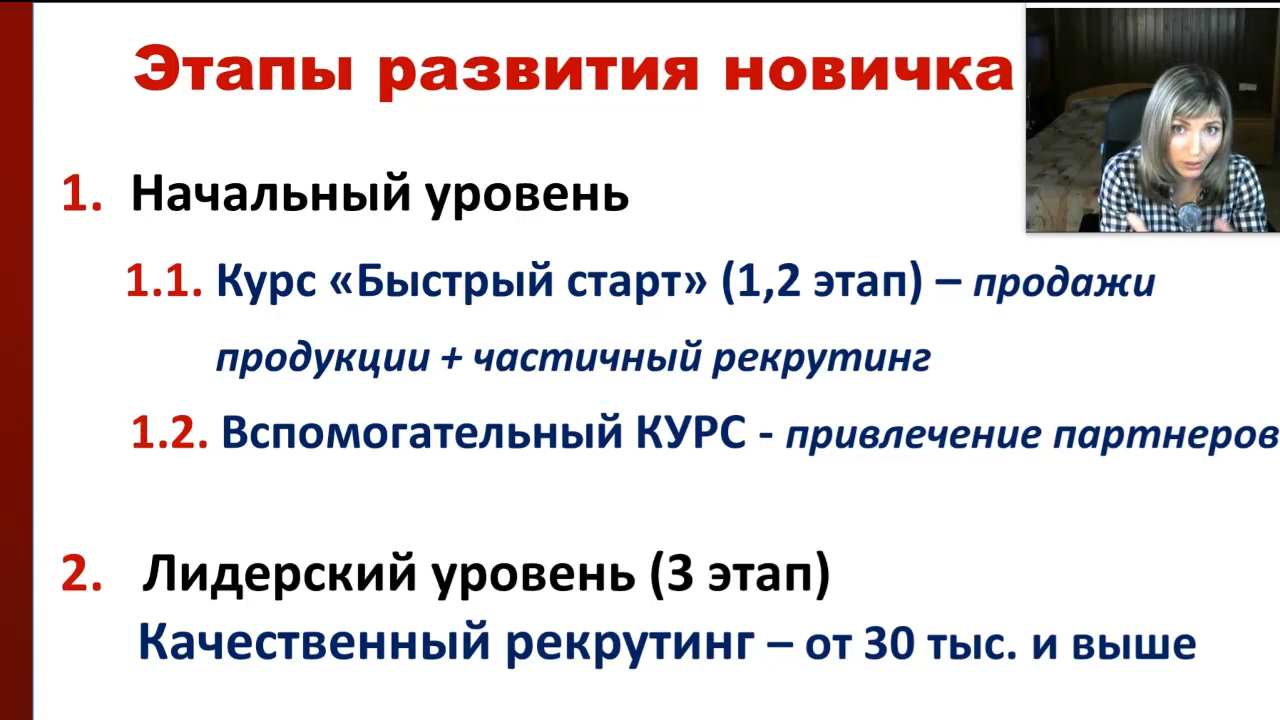 Этапы развития новичка
1. Начальный уровень
1.1. Курс «Быстрый старт» (1,2 этап) – продажи
продукции + частичный рекрутинг
1.2. Вспомогательный КУРС - привлечение партнеров
2. Лидерский уровень (3 этап)
Качественный рекрутинг – от 30 тыс. и выше